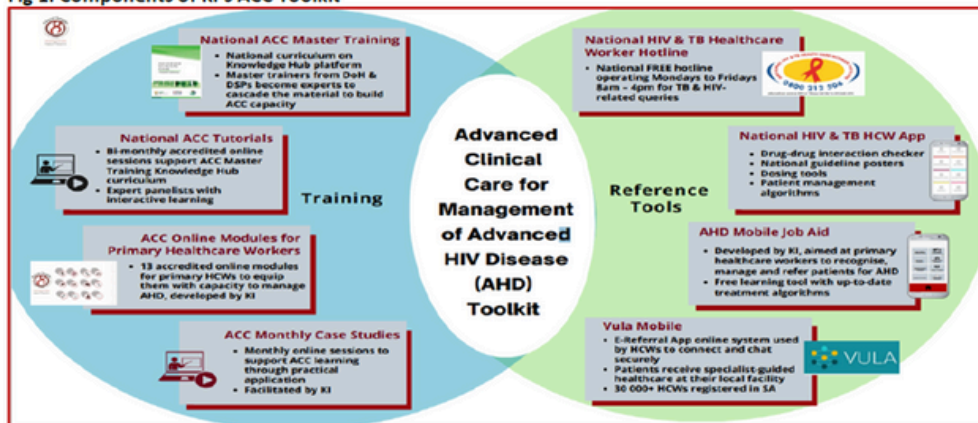 Fig 1: Components of KI's ACC Toolkit
National ACC Master Training
• National curriculum on
Knowledge Hub platform
• Master trainers from DoH &
DSPs become experts to
cascade the material to build
ACC capacity
National ACC Tutorials
• Bi-monthly accredited online
sessions support ACC Master
Training Knowledge Hub
curriculum
• Expert panelists with
interactive learning
Training
ACC Online Modules for
Primary Healthcare Workers
• 13 accredited online modules
for primary HCWs to equip
them with capacity to manage
AHD, developed by KI
ACC Monthly Case Studies
• Monthly online sessions to
support ACC learning
through practical
application
• Facilitated by KI
Advanced
Clinical
Care for
Management
of Advanced
HIV Disease
(AHD)
Toolkit
National HIV & TB Healthcare
Worker Hotline
• National FREE hotline
operating Mondays to Fridays
8am – 4pm for TB & HIV-
related queries
0800 212 506
National HIV & TB HCW App
• Drug-drug interaction checker
• National guideline posters
• Dosing tools
• Patient management
algorithms
Reference
Tools
AHD Mobile Job Aid
• Developed by KI, aimed at primary
healthcare workers to recognise,
manage and refer patients for AHD
• Free learning tool with up-to-date
treatment algorithms
Vula Mobile
• E-Referral App online system used
by HCWs to connect and chat
securely
• Patients receive specialist-guided
healthcare at their local facility
• 30 000+ HCWs registered in SA
VULA